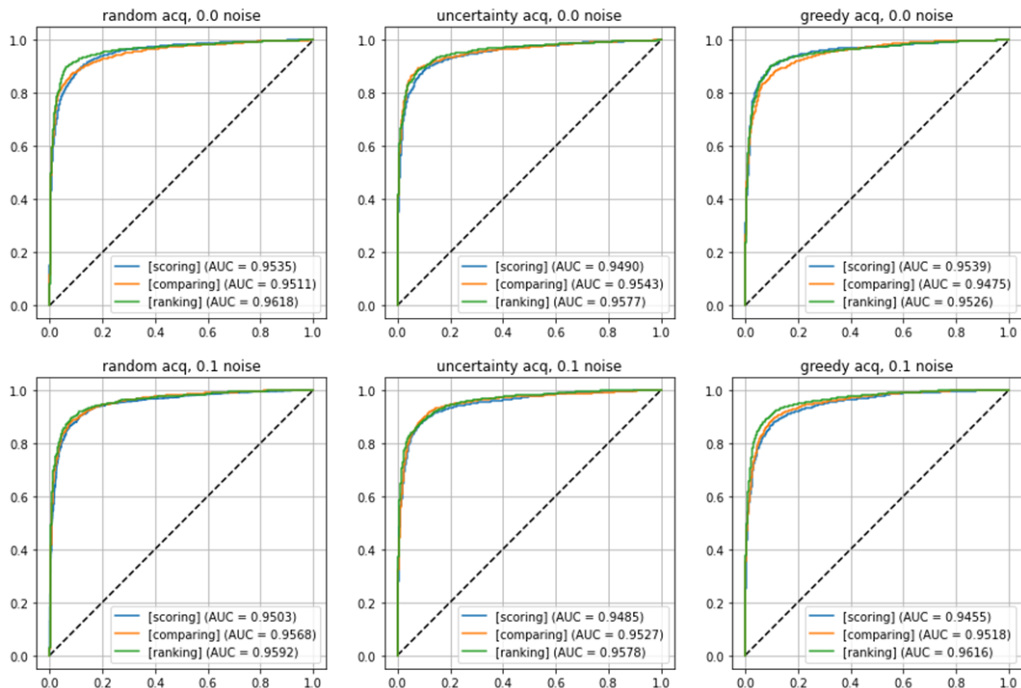 random acq, 0.0 noise
1.0
0.8
0.6
0.4
0.2
0.0
[scoring] (AUC = 0.9535)
[comparing] (AUC = 0.9511)
[ranking] (AUC = 0.9618)
0.0 0.2 0.4 0.6 0.8 1.0
uncertainty acq, 0.0 noise
1.0
0.8
0.6
0.4
0.2
0.0
[scoring] (AUC = 0.9490)
[comparing] (AUC = 0.9543)
[ranking] (AUC = 0.9577)
0.0 0.2 0.4 0.6 0.8 1.0
greedy acq, 0.0 noise
1.0
0.8
0.6
0.4
0.2
0.0
[scoring] (AUC = 0.9539)
[comparing] (AUC = 0.9475)
[ranking] (AUC = 0.9526)
0.0 0.2 0.4 0.6 0.8 1.0
random acq, 0.1 noise
1.0
0.8
0.6
0.4
0.2
0.0
[scoring] (AUC = 0.9503)
[comparing] (AUC = 0.9568)
[ranking] (AUC = 0.9592)
0.0 0.2 0.4 0.6 0.8 1.0
uncertainty acq, 0.1 noise
1.0
0.8
0.6
0.4
0.2
0.0
[scoring] (AUC = 0.9485)
[comparing] (AUC = 0.9527)
[ranking] (AUC = 0.9578)
0.0 0.2 0.4 0.6 0.8 1.0
greedy acq, 0.1 noise
1.0
0.8
0.6
0.4
0.2
0.0
[scoring] (AUC = 0.9455)
[comparing] (AUC = 0.9518)
[ranking] (AUC = 0.9616)
0.0 0.2 0.4 0.6 0.8 1.0